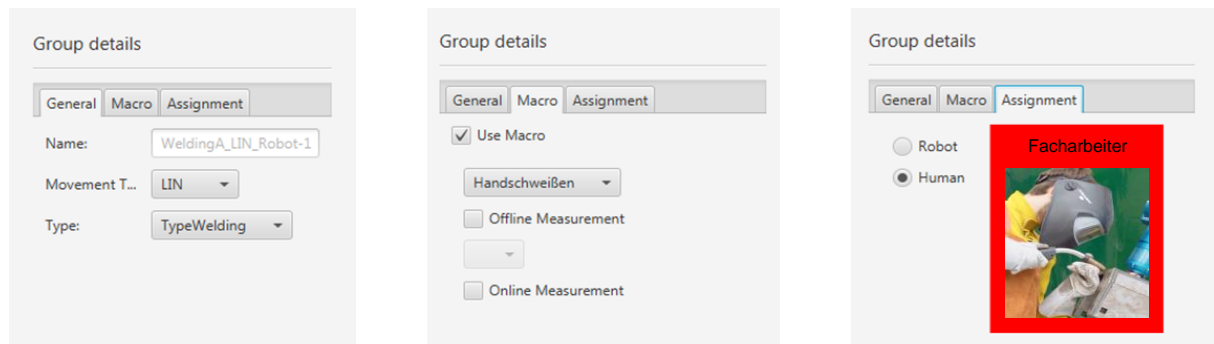 Group details
General Macro Assignment
Name: WeldingA_LIN_Robot-1
Movement T... LIN
Type: TypeWelding
Group details
General Macro Assignment
Use Macro
Handschweißen
Offline Measurement
Online Measurement
Group details
General Macro Assignment
Robot
Human
Facharbeiter